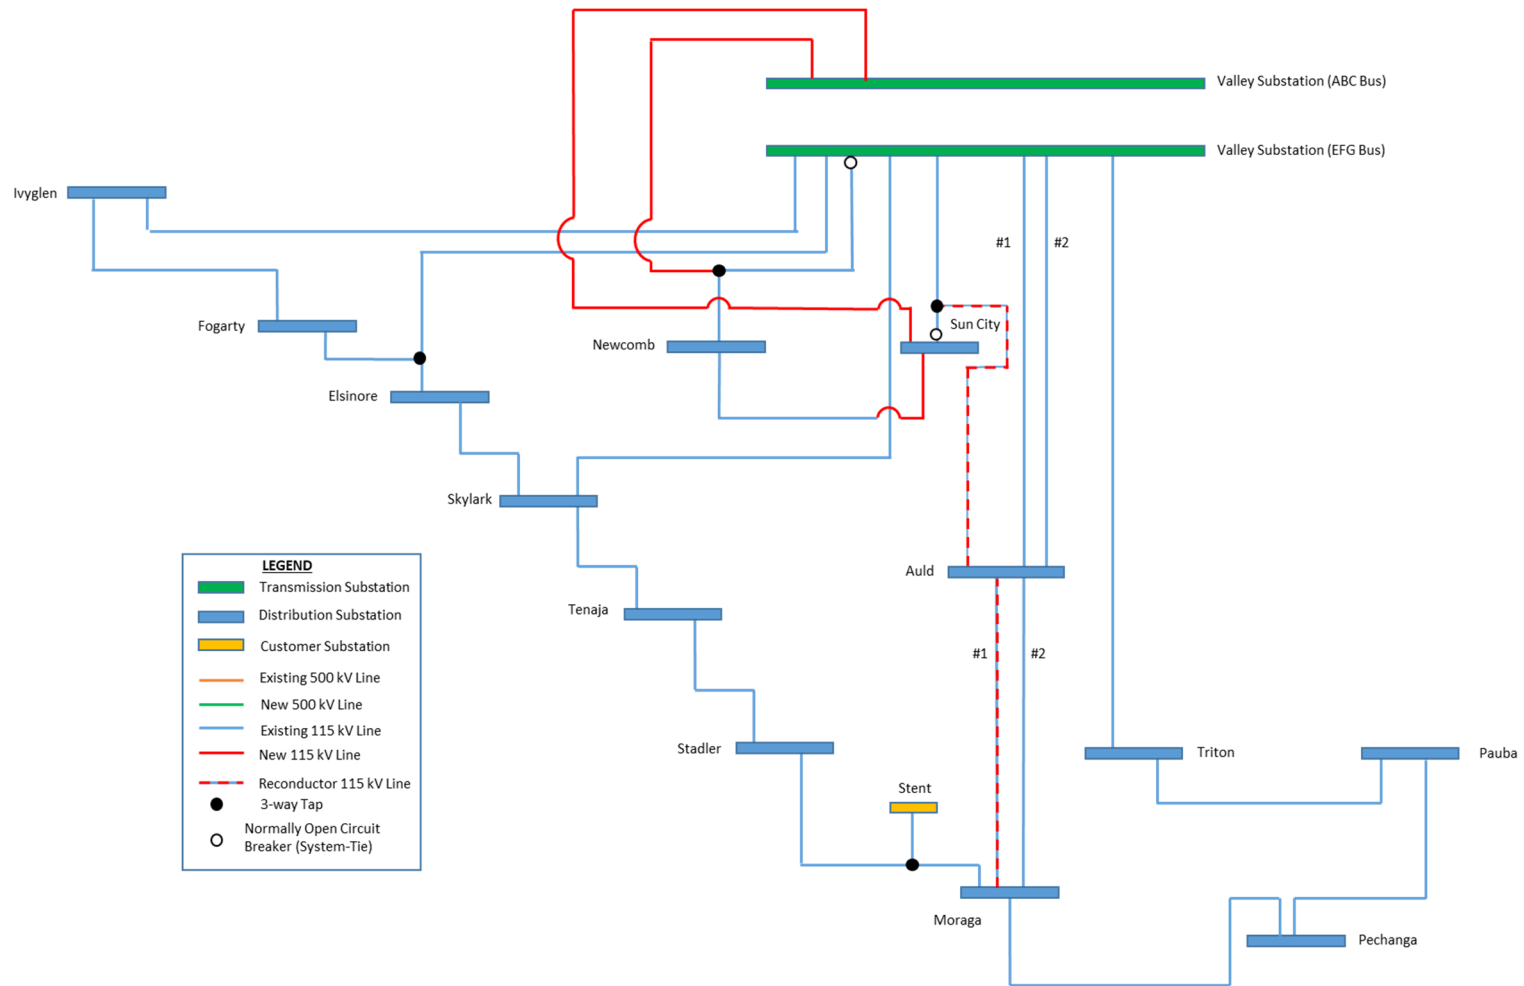 Valley Substation (ABC Bus)
Valley Substation (EFG Bus)
Ivyglen
#1
#2
Fogarty
Sun City
Newcomb
Elsinore
Skylark
Auld
Tenaja
#1
#2
Stadler
Triton
Pauba
Stent
Moraga
Pechanga
LEGEND
Transmission Substation
Distribution Substation
Customer Substation
Existing 500 kV Line
New 500 kV Line
Existing 115 kV Line
New 115 kV Line
Reconductor 115 kV Line
3-way Tap
Normally Open Circuit
Breaker (System-Tie)